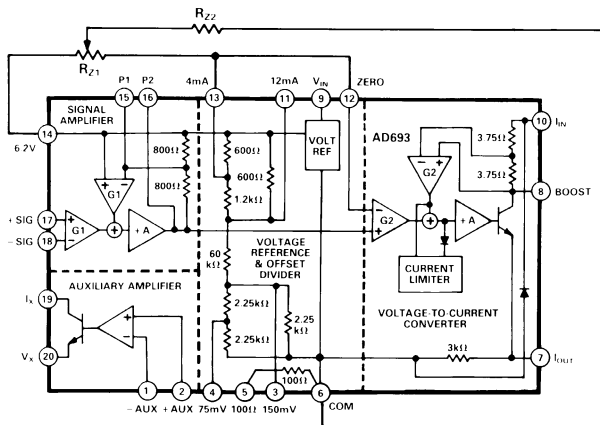 RZ2
RZ1
P1 P2 4mA 12mA VIN ZERO
15 16 13 11 9 12
SIGNAL
AMPLIFIER
AD693
10 IIN
14
6.2V
800Ω
800Ω
600Ω
600Ω
1.2kΩ
VOLT
REF
3.75Ω
3.75Ω
G2
8 BOOST
G1
+ SIG 17
− SIG 18
G1
+ A
G2
+ A
60
kΩ
VOLTAGE
REFERENCE
& OFFSET
DIVIDER
CURRENT
LIMITER
AUXILIARY AMPLIFIER
IX 19
VX 20
2.25kΩ
2.25kΩ
2.25
kΩ
100Ω
VOLTAGE-TO-CURRENT
CONVERTER
3kΩ
7 IOUT
1 2 4 5 3 6
− AUX + AUX 75mV 100Ω 150mV COM